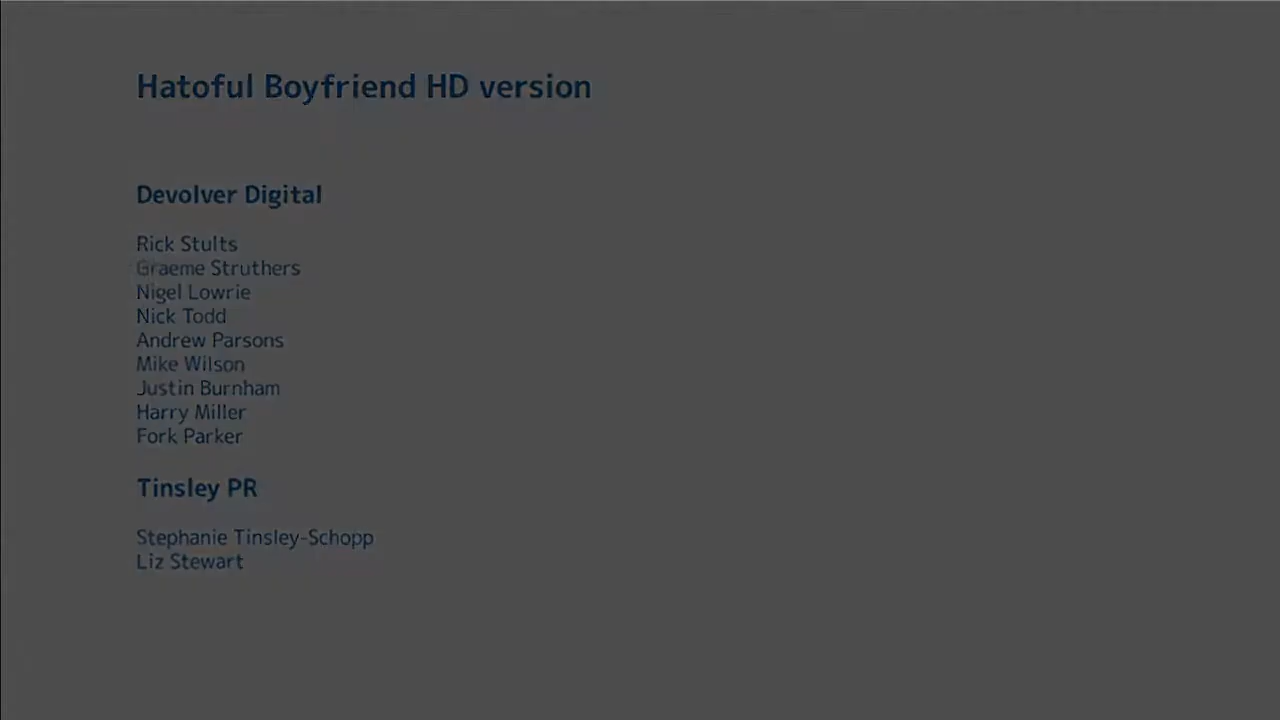 Hatoful Boyfriend HD version
Devolver Digital
Rick Stults
Graeme Struthers
Nigel Lowrie
Nick Todd
Andrew Parsons
Mike Wilson
Justin Burnham
Harry Miller
Fork Parker
Tinsley PR
Stephanie Tinsley-Schopp
Liz Stewart